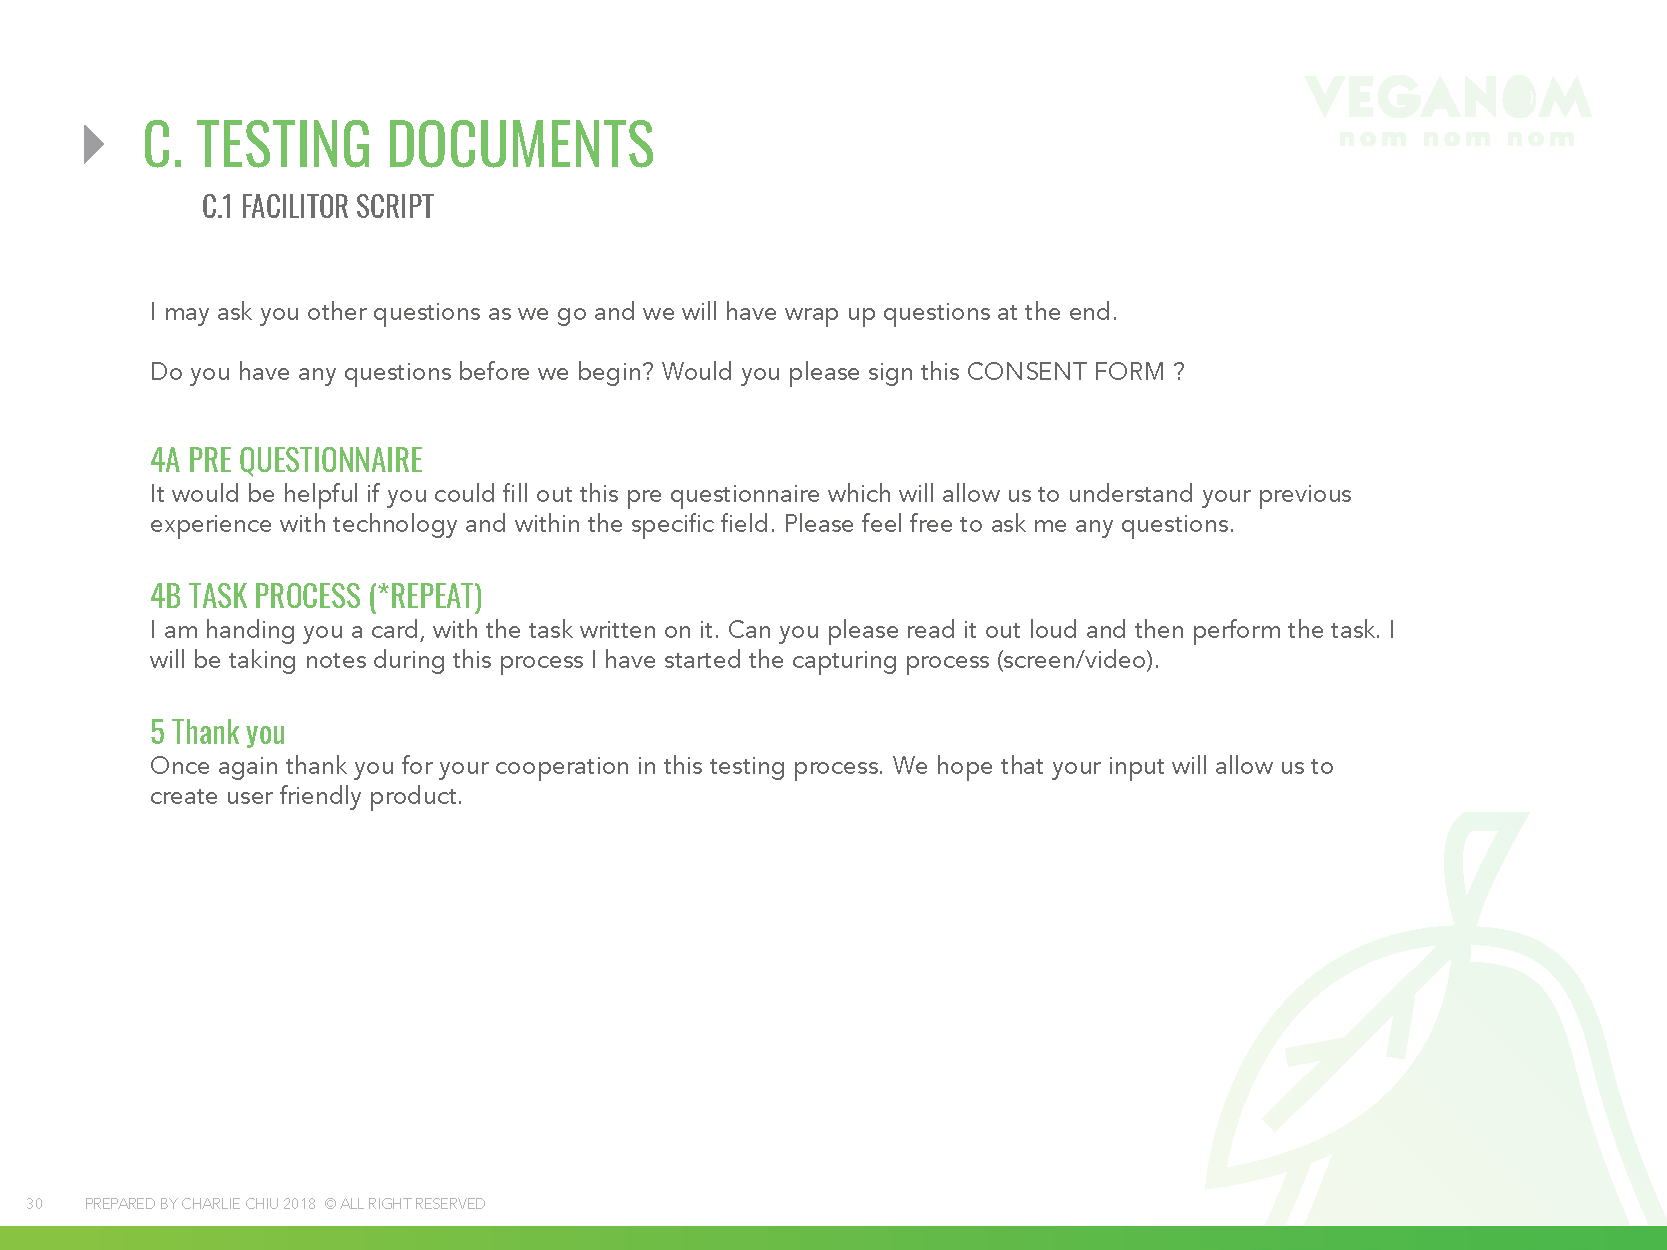 VEGANOM
nom nom nom
C. TESTING DOCUMENTS
C.1 FACILITOR SCRIPT
I may ask you other questions as we go and we will have wrap up questions at the end.
Do you have any questions before we begin? Would you please sign this CONSENT FORM ?
4A PRE QUESTIONNAIRE
It would be helpful if you could fill out this pre questionnaire which will allow us to understand your previous
experience with technology and within the specific field. Please feel free to ask me any questions.
4B TASK PROCESS (*REPEAT)
I am handing you a card, with the task written on it. Can you please read it out loud and then perform the task. I
will be taking notes during this process I have started the capturing process (screen/video).
5 Thank you
Once again thank you for your cooperation in this testing process. We hope that your input will allow us to
create user friendly product.
30 PREPARED BY CHARLIE CHIU 2018 © ALL RIGHT RESERVED